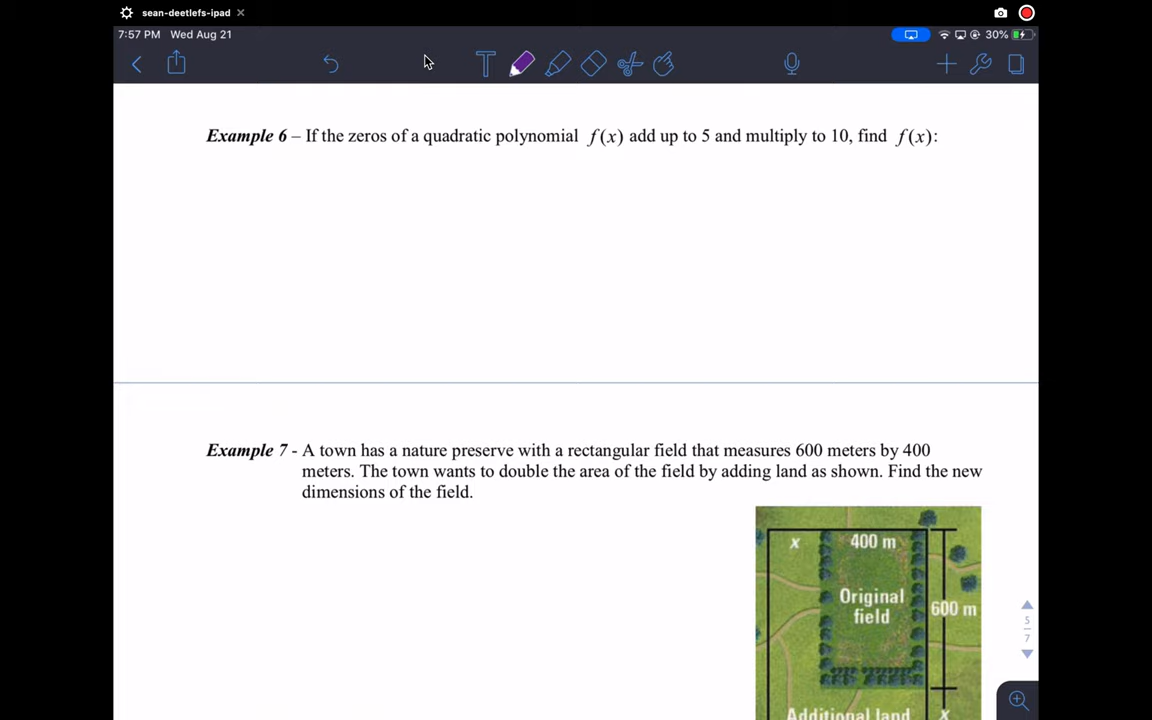 sean-deetlefs-ipad
7:57 PM Wed Aug 21
30%
T
Example 6 – If the zeros of a quadratic polynomial f(x) add up to 5 and multiply to 10, find f(x):
Example 7 - A town has a nature preserve with a rectangular field that measures 600 meters by 400
meters. The town wants to double the area of the field by adding land as shown. Find the new
dimensions of the field.
x 400 m
Original
field
600 m
Additional land
x
5
7